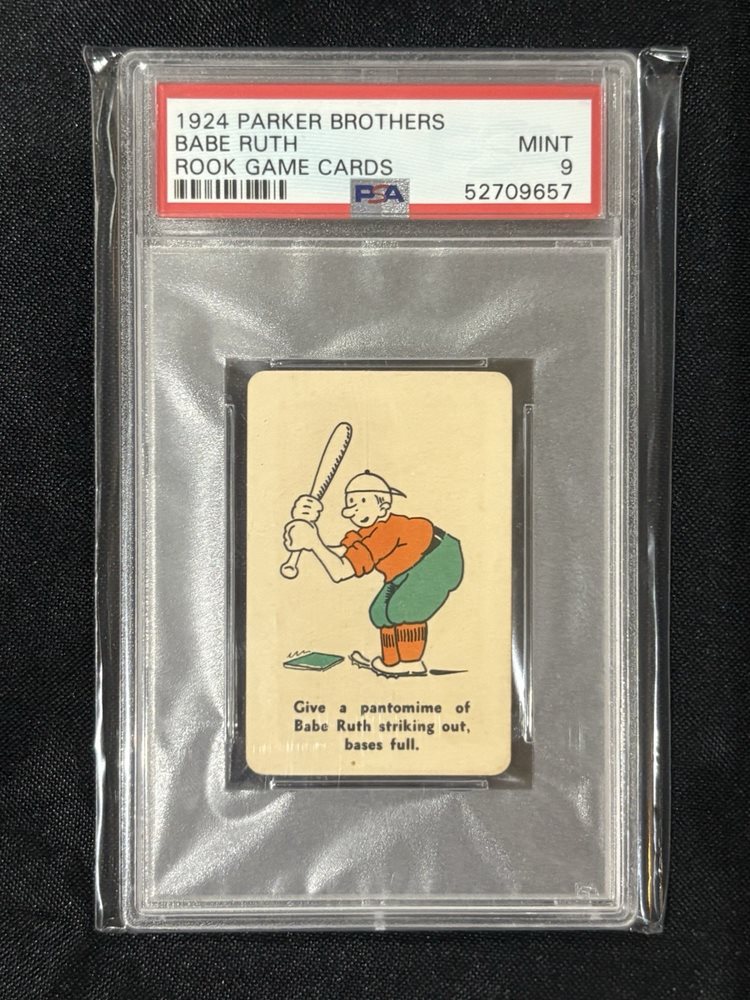 1924 PARKER BROTHERS
BABE RUTH MINT
ROOK GAME CARDS 9
PSA 52709657
Give a pantomime of
Babe Ruth striking out,
bases full.